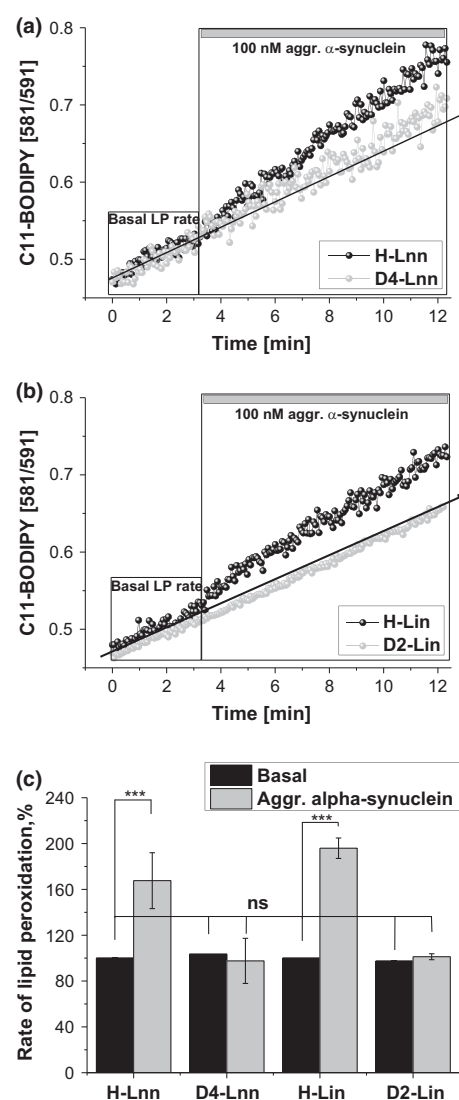 (a)
0.8
100 nM aggr. α-synuclein
0.7
0.6
Basal LP rate
0.5
C11-BODIPY [581/591]
H-Lnn
D4-Lnn
0 2 4 6 8 10 12
Time [min]
(b)
0.8
100 nM aggr. α-synuclein
0.7
0.6
Basal LP rate
0.5
C11-BODIPY [581/591]
H-Lin
D2-Lin
0 2 4 6 8 10 12
Time [min]
(c)
Basal
Aggr. alpha-synuclein
240
200
160
120
80
40
0
Rate of lipid peroxidation,%
***
***
ns
H-Lnn D4-Lnn H-Lin D2-Lin